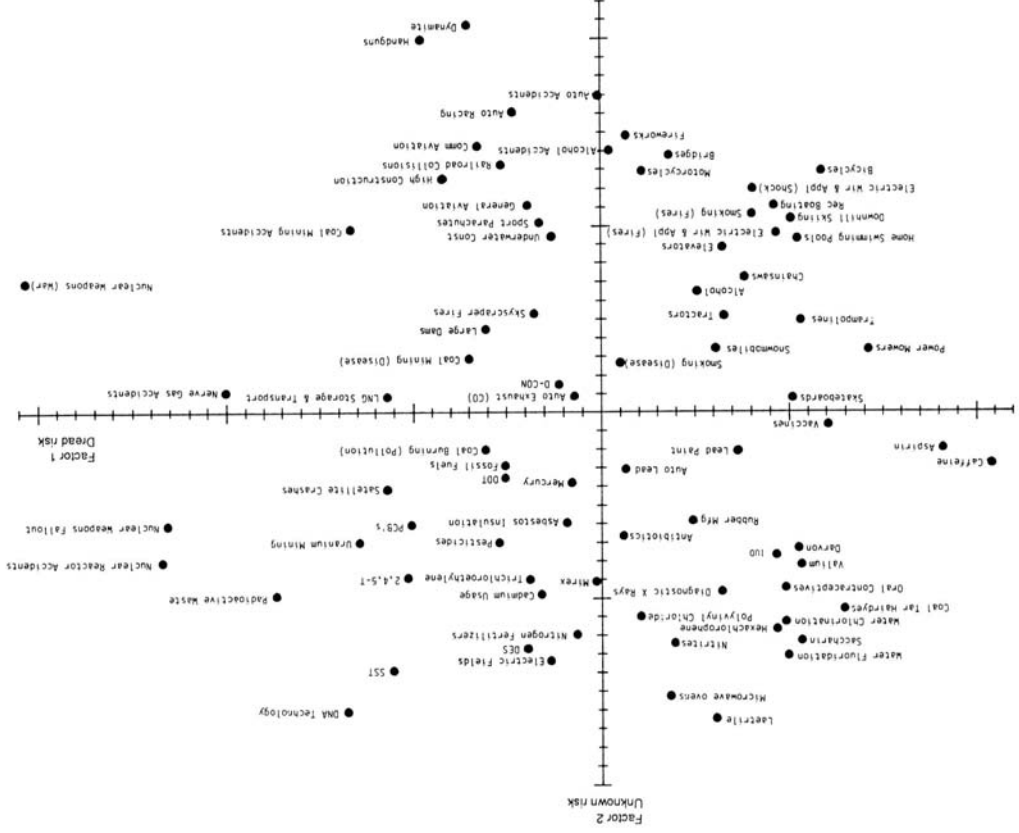 Factor 2
Unknown risk
Laetrile
DNA Technology
Microwave ovens
SST
Electric Fields
Water Fluoridation
DES
Nitrites
Saccharin
Nitrogen Fertilizers
Hexachlorophene
Water Chlorination
Polyvinyl Chloride
Coal Tar Hairdyes
Radioactive Waste
Cadmium Usage
Diagnostic X Rays
Oral Contraceptives
Mirex
Trichloroethylene
2,4,5-T
Nuclear Reactor Accidents
Valium
IUD
Darvon
Pesticides
Uranium Mining
Antibiotics
Asbestos Insulation
PCB's
Nuclear Weapons Fallout
Rubber Mfg
Satellite Crashes
Mercury
DDT
Auto Lead
Fossil Fuels
Caffeine
Aspirin
Lead Paint
Coal Burning (Pollution)
Factor 1
Dread risk
Vaccines
Skateboards
Auto Exhaust (CO)
LNG Storage & Transport
Nerve Gas Accidents
D-CON
Smoking (Disease)
Coal Mining (Disease)
Power Mowers
Snowmobiles
Large Dams
Trampolines
Tractors
Skyscraper Fires
Alcohol
Nuclear Weapons (War)
Chainsaws
Elevators
Home Swimming Pools
Underwater Const
Electric Wir & Appl (Fires)
Coal Mining Accidents
Sport Parachutes
Downhill Skiing
Smoking (Fires)
Rec Boating
General Aviation
Electric Wir & Appl (Shock)
High Construction
Bicycles
Motorcycles
Railroad Collisions
Bridges
Alcohol Accidents
Comm Aviation
Fireworks
Auto Racing
Auto Accidents
Handguns
Dynamite